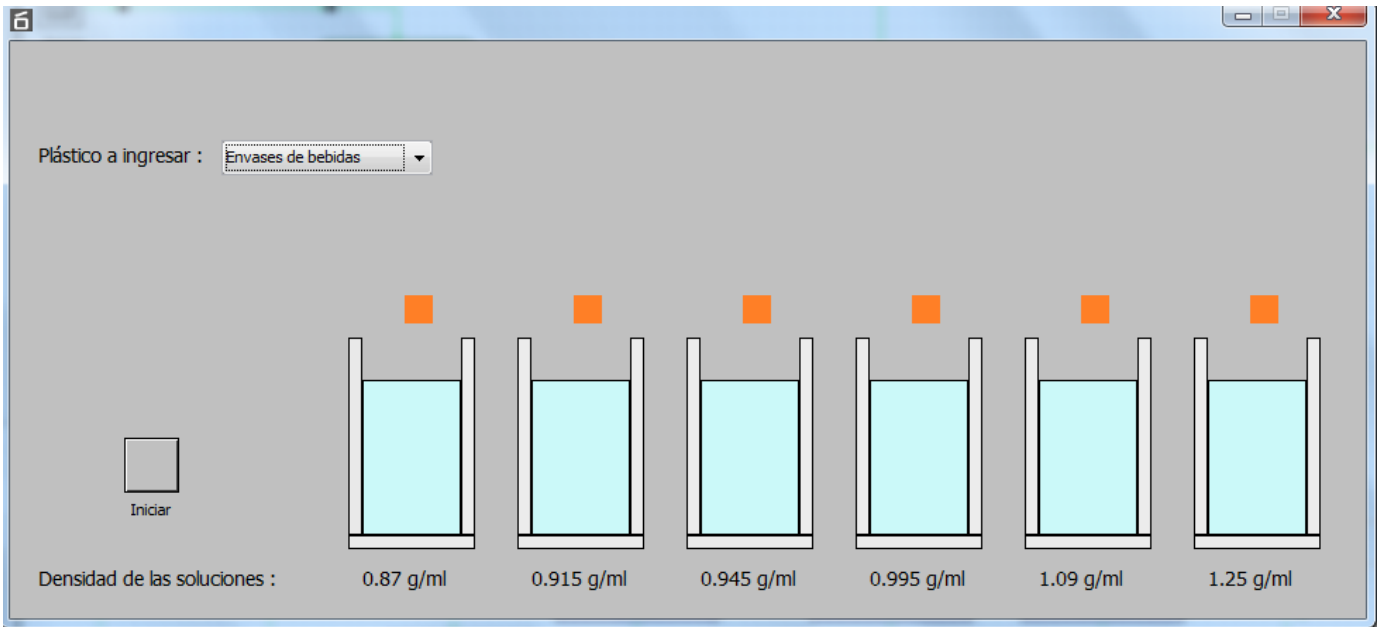 Plástico a ingresar :
Envases de bebidas
Iniciar
Densidad de las soluciones :
0.87 g/ml
0.915 g/ml
0.945 g/ml
0.995 g/ml
1.09 g/ml
1.25 g/ml